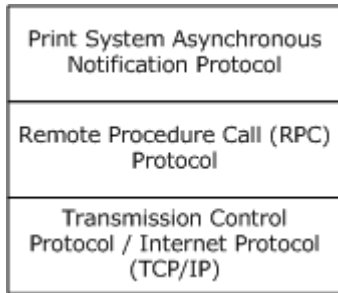 Print System Asynchronous
Notification Protocol
Remote Procedure Call (RPC)
Protocol
Transmission Control
Protocol / Internet Protocol
(TCP/IP)